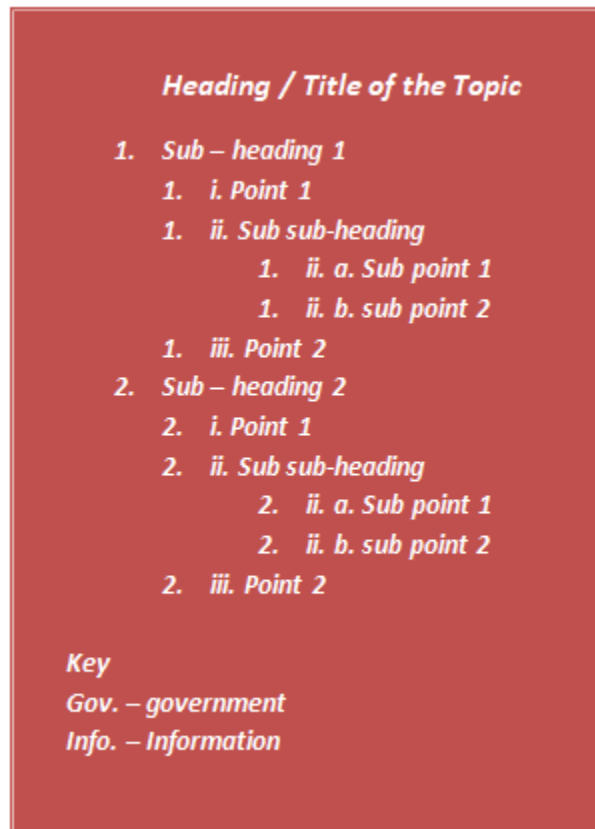 Heading / Title of the Topic
1. Sub – heading 1
1. i. Point 1
1. ii. Sub sub-heading
1. ii. a. Sub point 1
1. ii. b. sub point 2
1. iii. Point 2
2. Sub – heading 2
2. i. Point 1
2. ii. Sub sub-heading
2. ii. a. Sub point 1
2. ii. b. sub point 2
2. iii. Point 2
Key
Gov. – government
Info. – Information